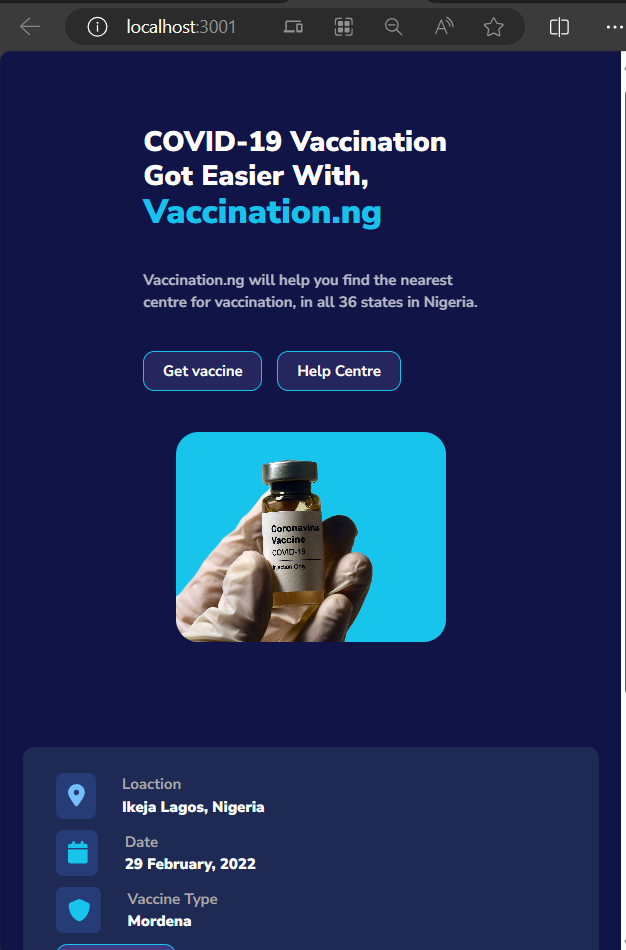 localhost:3001
COVID-19 Vaccination
Got Easier With,
Vaccination.ng
Vaccination.ng will help you find the nearest
centre for vaccination, in all 36 states in Nigeria.
Get vaccine
Help Centre
Coronavirus
Vaccine
COVID-19
Injection Only
Loaction
Ikeja Lagos, Nigeria
Date
29 February, 2022
Vaccine Type
Mordena